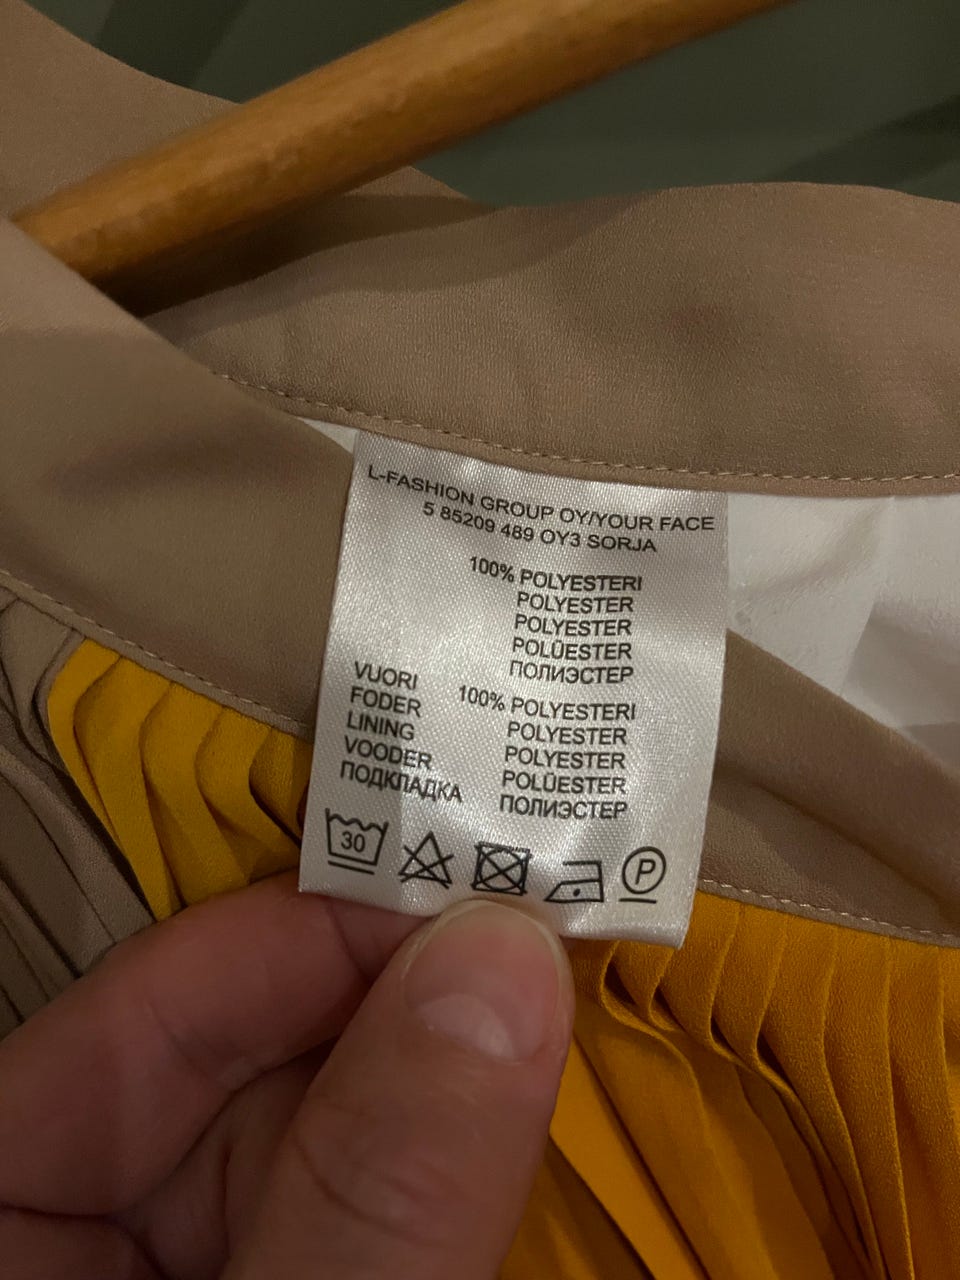 L-FASHION GROUP OY/YOUR FACE
5 85209 489 OY3 SORJA
100% POLYESTERI
POLYESTER
POLYESTER
POLÜESTER
ПОЛИЭСТЕР
VUORI 100% POLYESTERI
FODER POLYESTER
LINING POLYESTER
VOODER POLÜESTER
ПОДКЛАДКА ПОЛИЭСТЕР
30
P